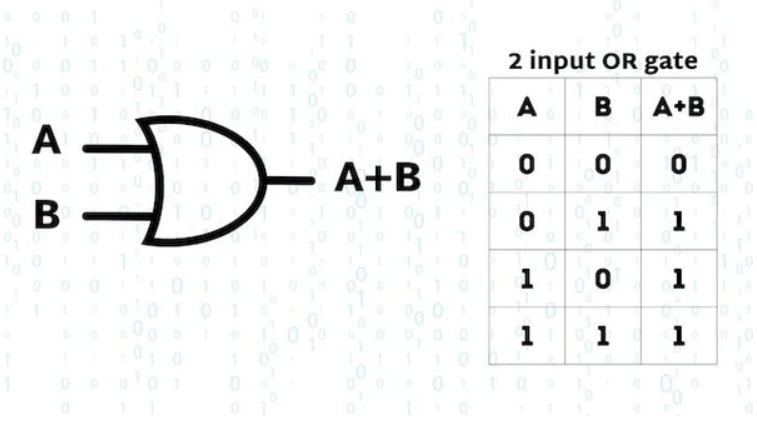 A
B
A+B
2 input OR gate
A B A+B
0 0 0
0 1 1
1 0 1
1 1 1